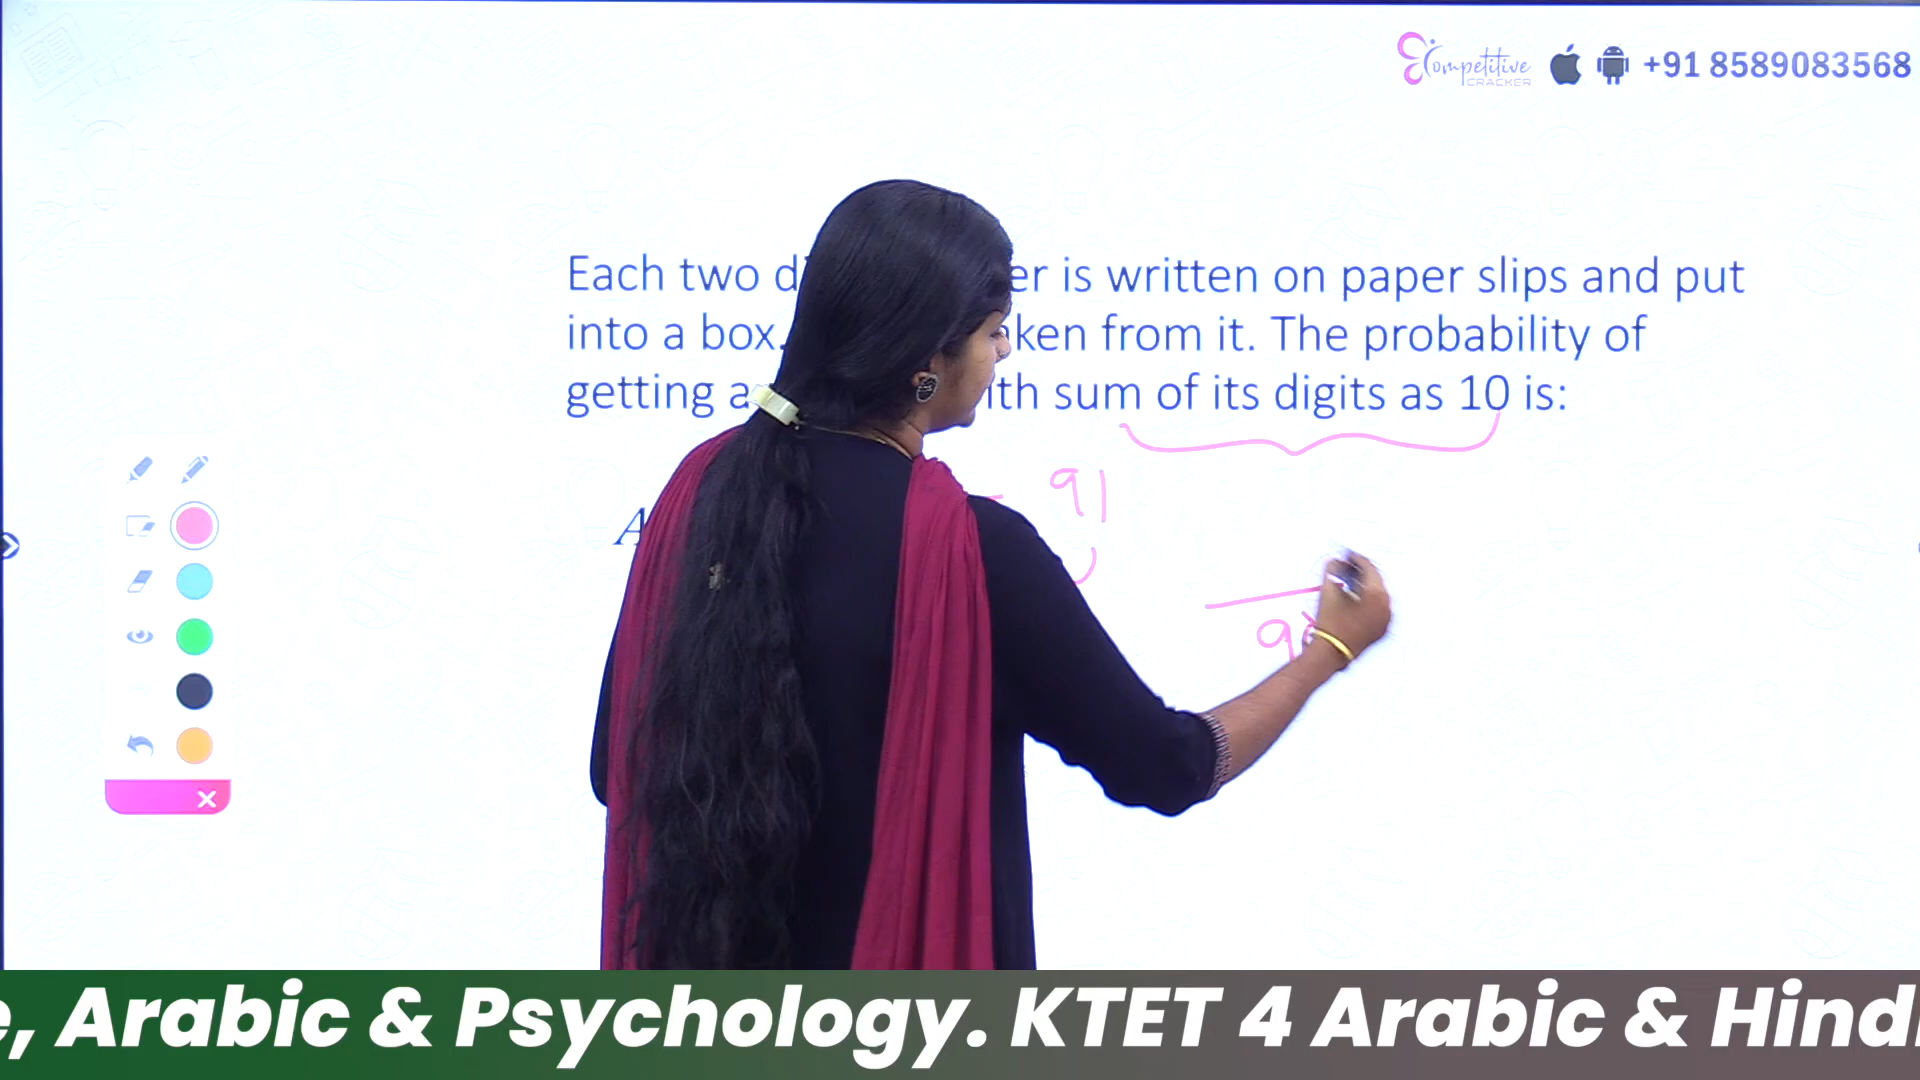 Competitive CRACKER +91 8589083568
Each two er is written on paper slips and put
into a box. ken from it. The probability of
getting a ith sum of its digits as 10 is:
91
A
9
, Arabic & Psychology. KTET 4 Arabic & Hind